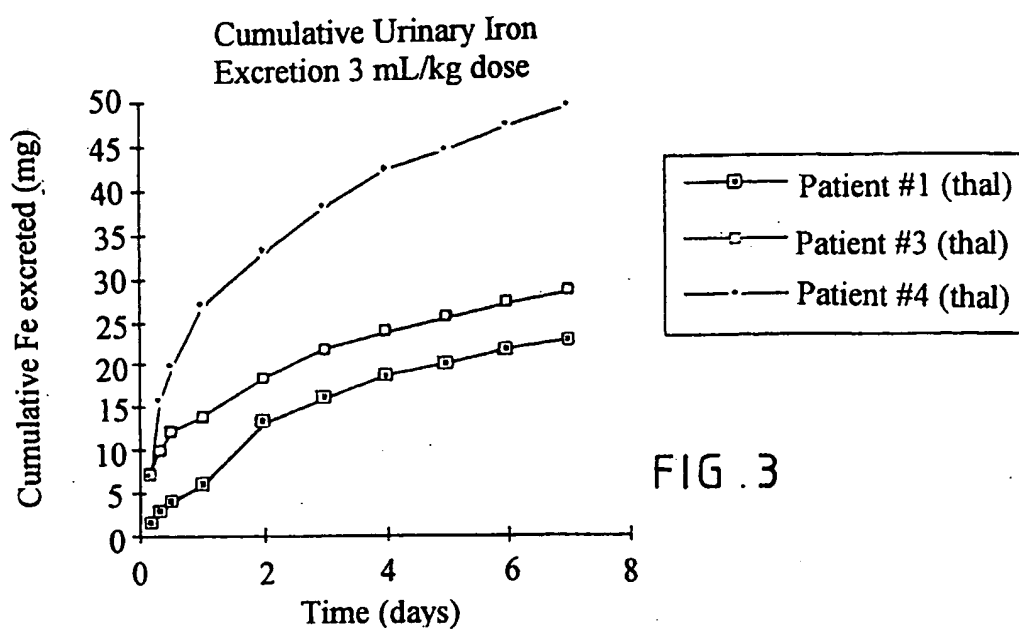 Cumulative Urinary Iron
Excretion 3 mL/kg dose
Cumulative Fe excreted (mg)
50
45
40
35
30
25
20
15
10
5
0
0 2 4 6 8
Time (days)
Patient #1 (thal)
Patient #3 (thal)
Patient #4 (thal)
FIG.3